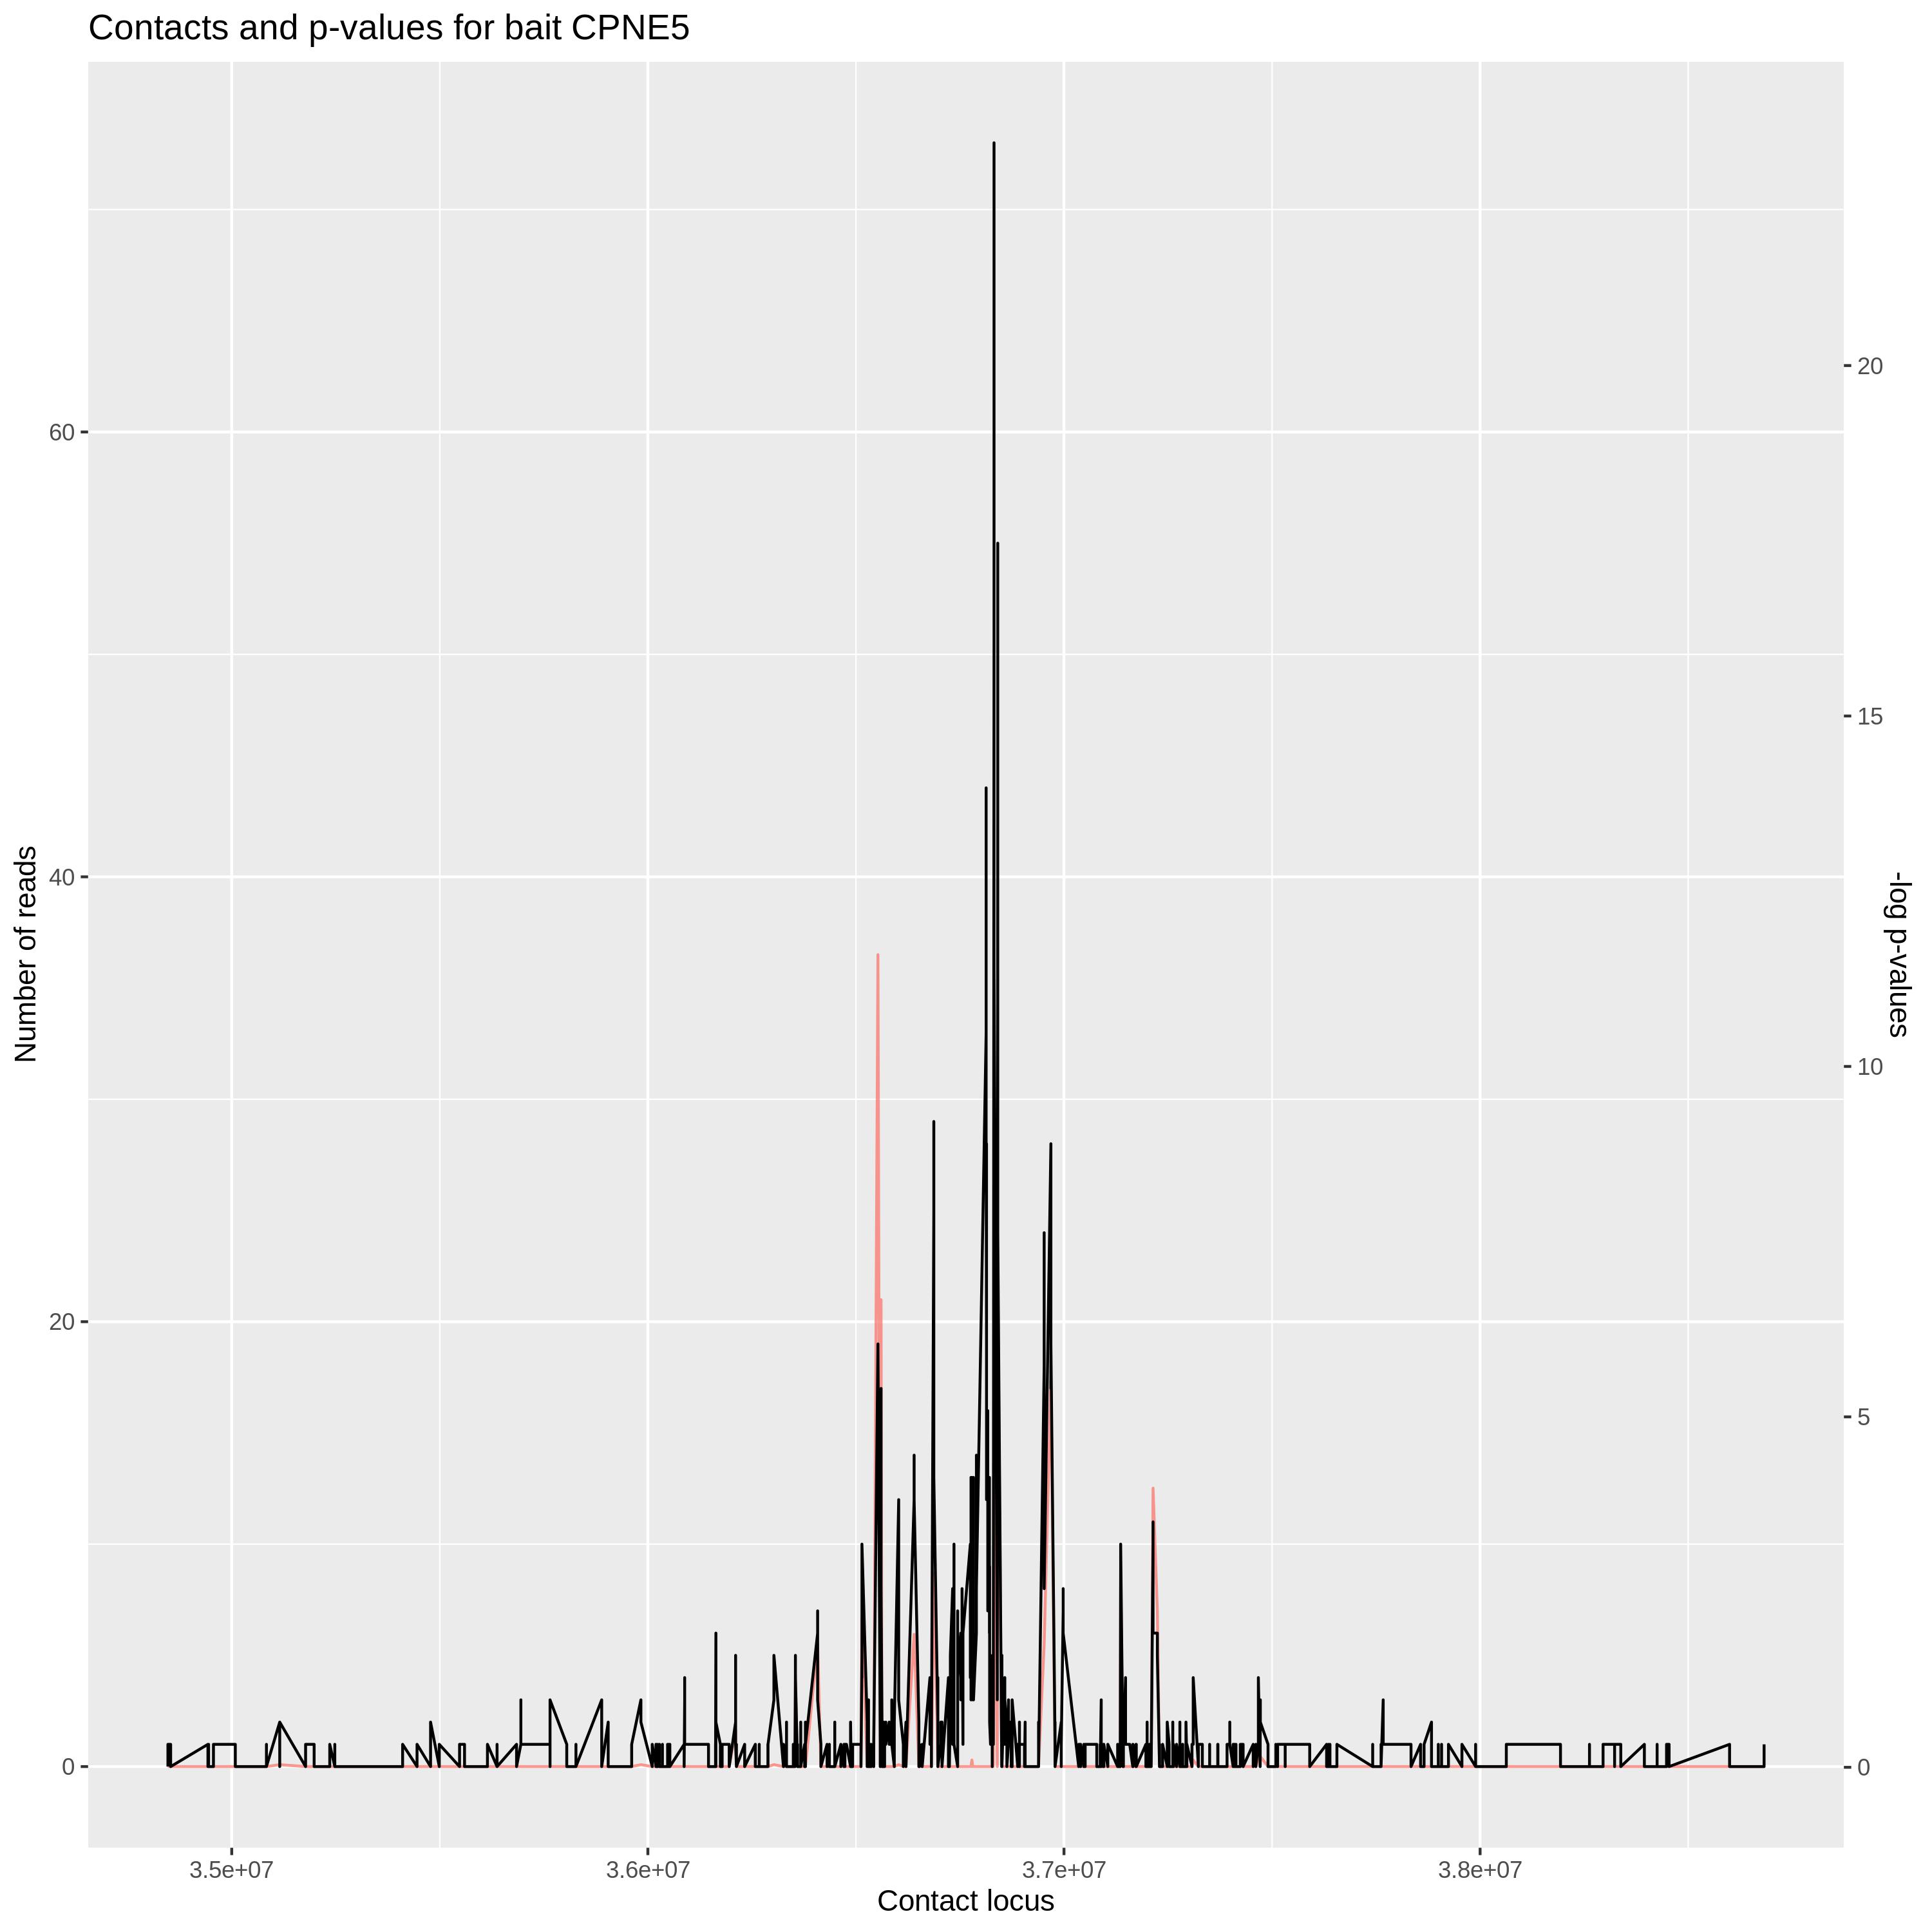 Contacts and p-values for bait CPNE5
Number of reads
60
40
20
0
20
15
10
5
0
-log p-values
3.5e+07
3.6e+07
3.7e+07
3.8e+07
Contact locus